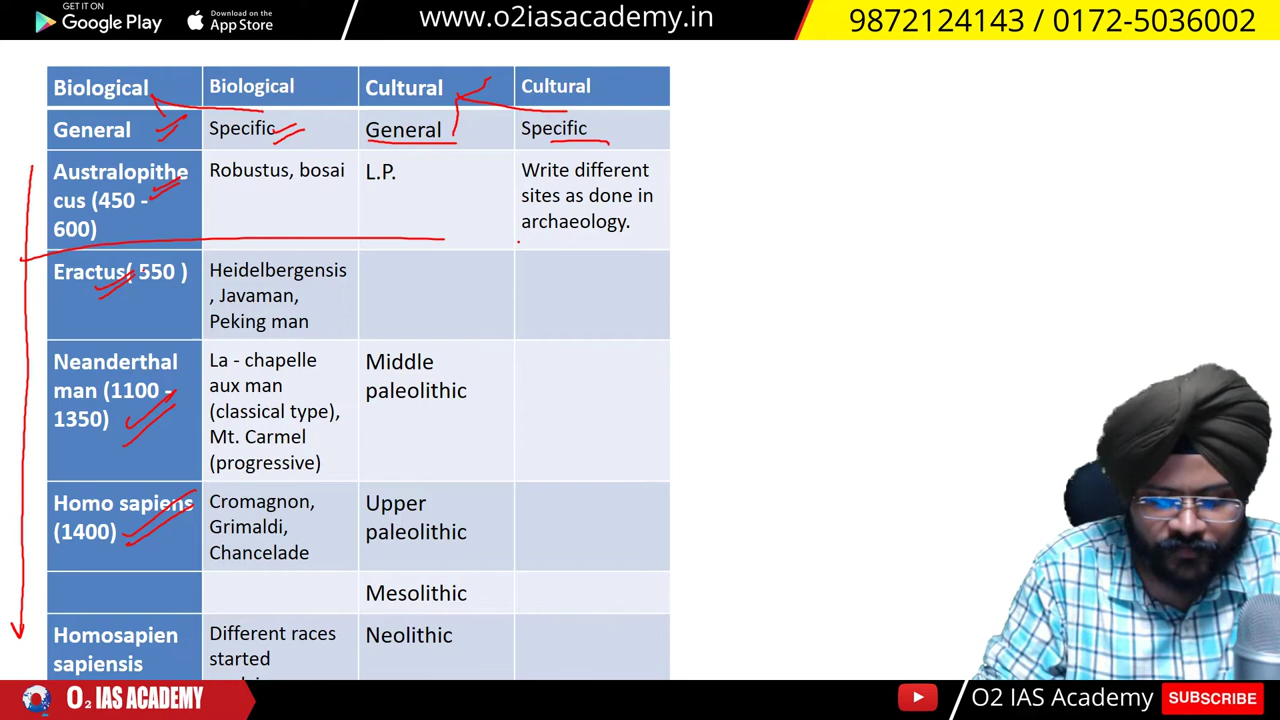 GET IT ON
Google Play
Download on the
App Store
www.o2iasacademy.in
9872124143 / 0172-5036002
Biological
Biological
Cultural
Cultural
General
Specific
General
Specific
Australopithe
cus (450 -
600)
Robustus, bosai
L.P.
Write different
sites as done in
archaeology.
Eractus( 550 )
Heidelbergensis
, Javaman,
Peking man
Neanderthal
man (1100 -
1350)
La - chapelle
aux man
(classical type),
Mt. Carmel
(progressive)
Middle
paleolithic
Homo sapiens
(1400)
Cromagnon,
Grimaldi,
Chancelade
Upper
paleolithic
Mesolithic
Homosapien
sapiensis
Different races
started
Neolithic
O2 IAS ACADEMY
O2 IAS Academy
SUBSCRIBE